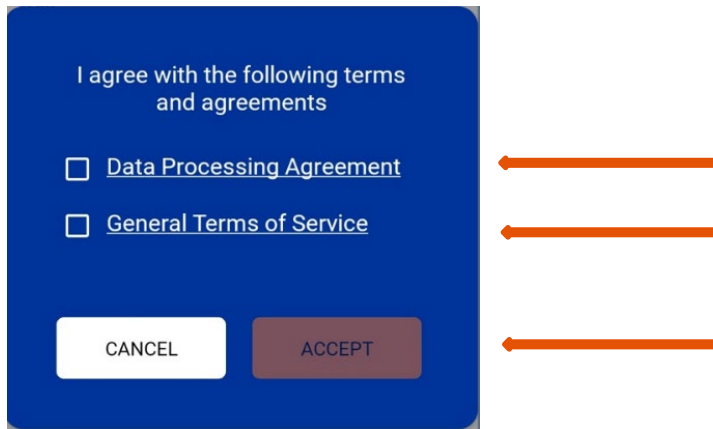 I agree with the following terms
and agreements
Data Processing Agreement
General Terms of Service
CANCEL
ACCEPT